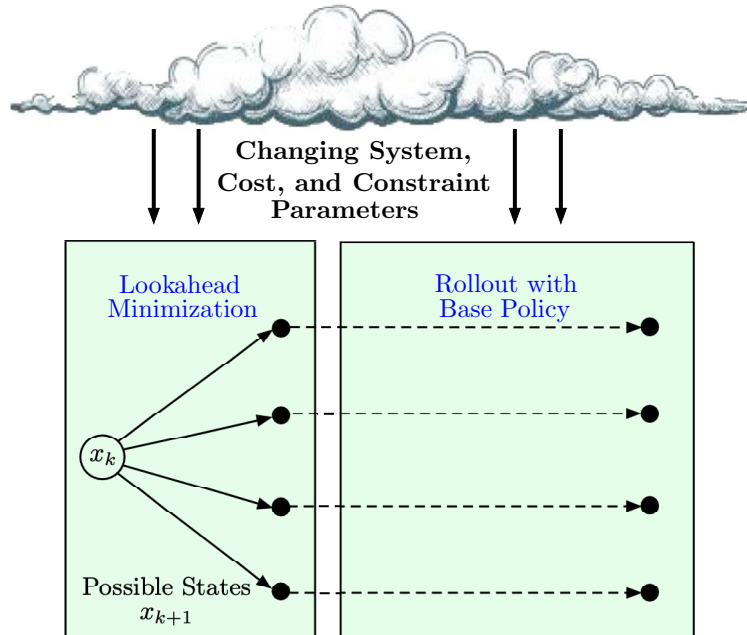 Changing System,
Cost, and Constraint
Parameters
Lookahead
Minimization
Rollout with
Base Policy
x_k
Possible States
x_{k+1}